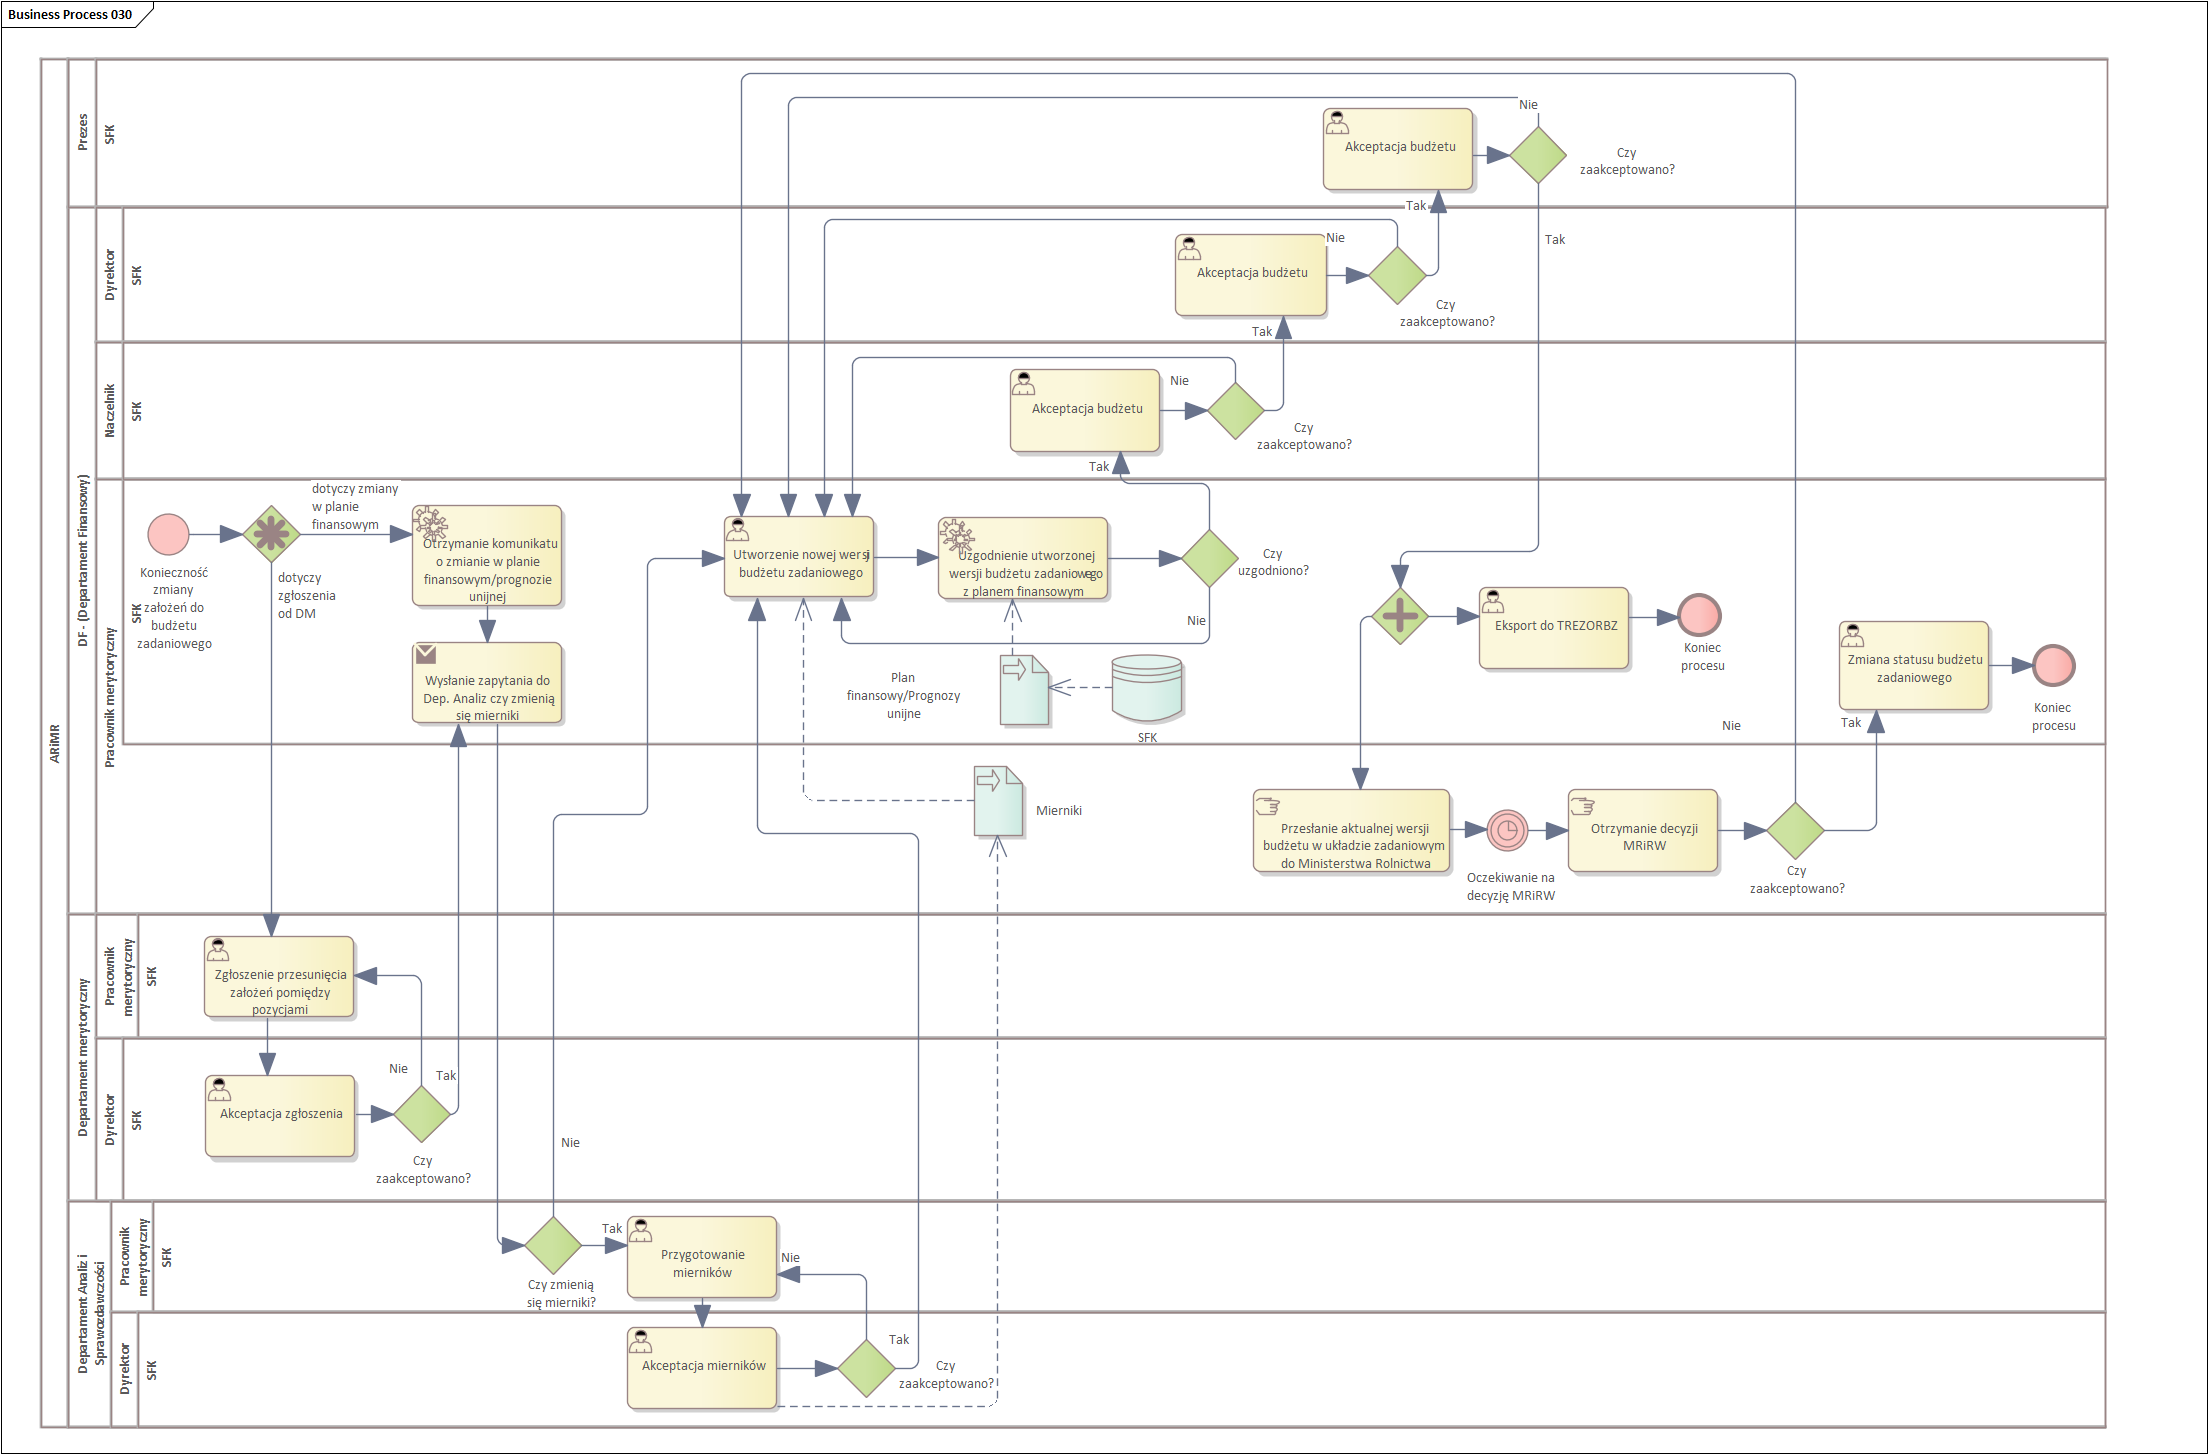 Business Process 030
ARiMR
Prezes
SFK
Akceptacja budżetu
Nie
Czy
zaakceptowano?
Tak
Tak
DF - (Departament Finansowy)
Dyrektor
SFK
Akceptacja budżetu
Nie
Czy
zaakceptowano?
Tak
Naczelnik
SFK
Akceptacja budżetu
Nie
Czy
zaakceptowano?
Tak
Pracownik merytoryczny
SFK
Konieczność
zmiany
założeń do
budżetu
zadaniowego
dotyczy zmiany
w planie
finansowym
dotyczy
zgłoszenia
od DM
Otrzymanie komunikatu
o zmianie w planie
finansowym/prognozie
unijnej
Wysłanie zapytania do
Dep. Analiz czy zmienią
się mierniki
Utworzenie nowej wersji
budżetu zadaniowego
Uzgodnienie utworzonej
wersji budżetu zadaniowego
z planem finansowym
Czy
uzgodniono?
Nie
Plan
finansowy/Prognozy
unijne
SFK
Eksport do TREZORBZ
Koniec
procesu
Zmiana statusu budżetu
zadaniowego
Koniec
procesu
Nie
Tak
Mierniki
Przesłanie aktualnej wersji
budżetu w układzie zadaniowym
do Ministerstwa Rolnictwa
Oczekiwanie na
decyzję MRiRW
Otrzymanie decyzji
MRiRW
Czy
zaakceptowano?
Departament merytoryczny
Pracownik
merytoryczny
SFK
Zgłoszenie przesunięcia
założeń pomiędzy
pozycjami
Dyrektor
SFK
Akceptacja zgłoszenia
Nie
Tak
Czy
zaakceptowano?
Nie
Departament Analiz i
Sprawozdawczości
Pracownik
merytoryczny
SFK
Czy zmienią
się mierniki?
Tak
Przygotowanie
mierników
Nie
Dyrektor
SFK
Akceptacja mierników
Tak
Czy
zaakceptowano?